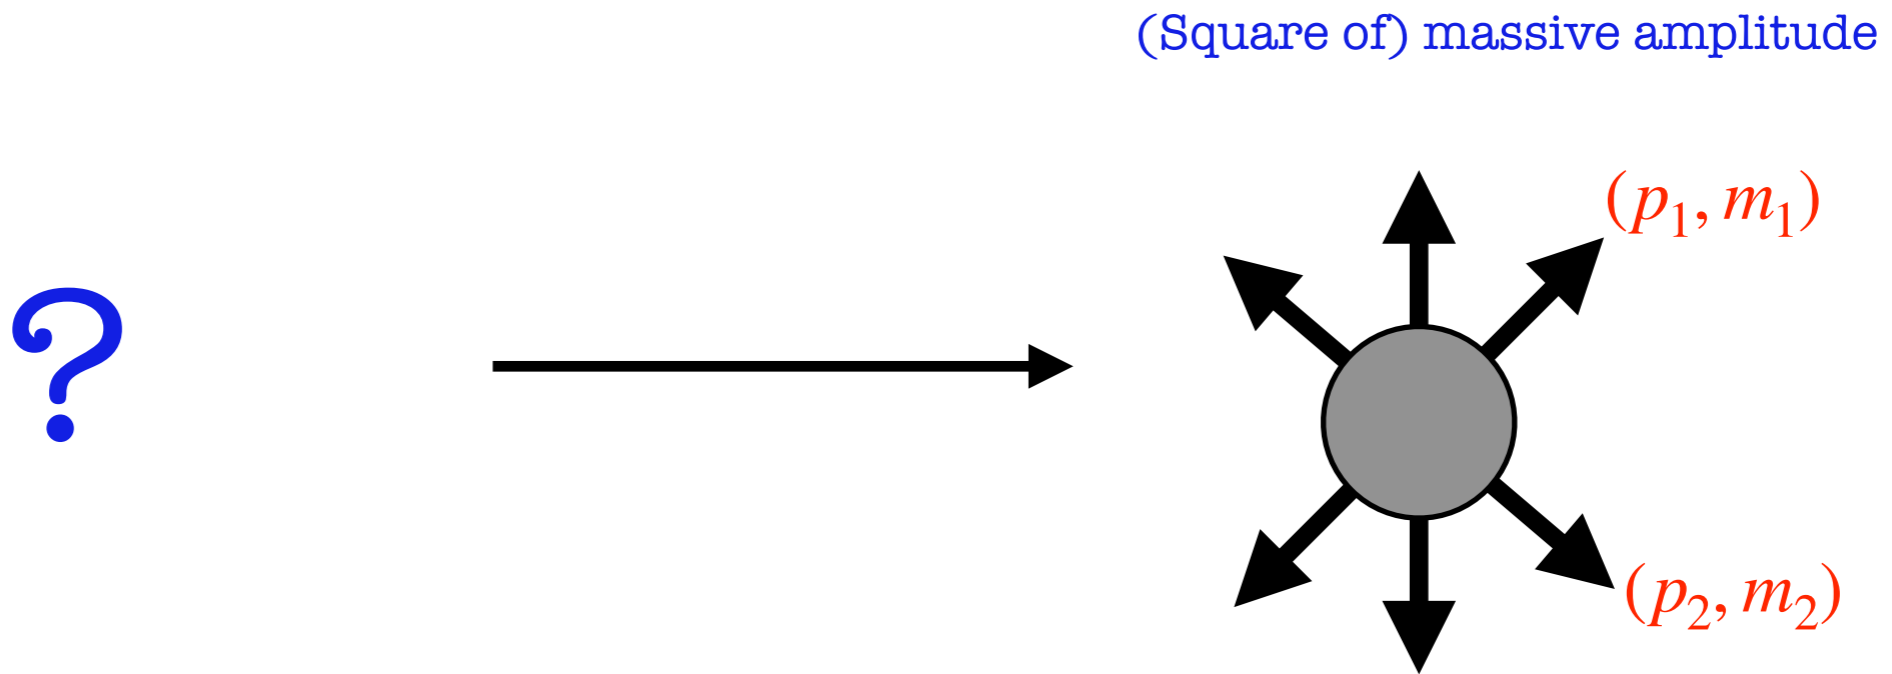 (Square of) massive amplitude
(p₁, m₁)
?
(p₂, m₂)